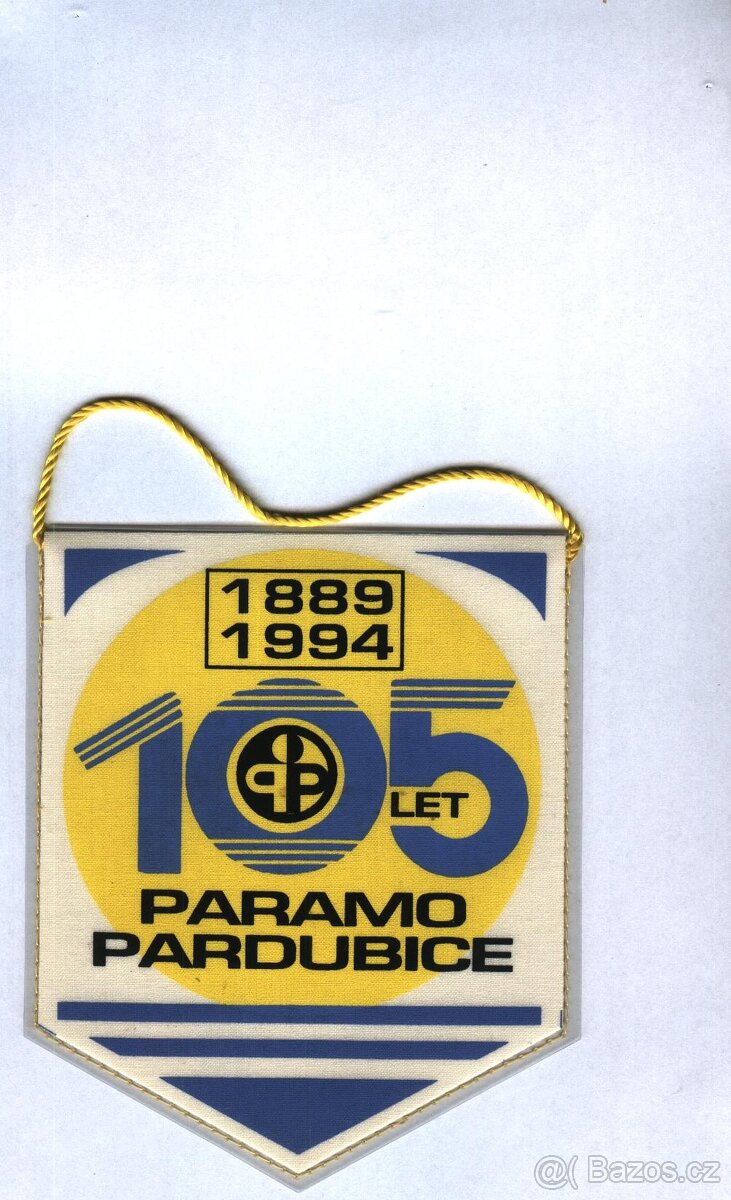 1889
1994
105
LET
PARAMO
PARDUBICE
@( Bazos.cz